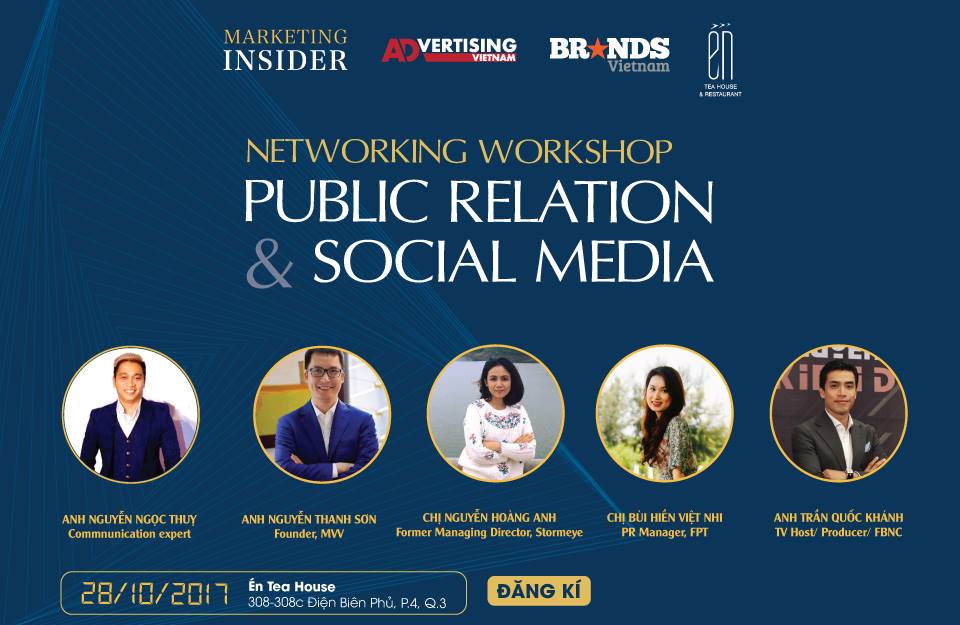 MARKETING
INSIDER
ADVERTISING
VIETNAM
BRANDS
Vietnam
én
TEA HOUSE
& RESTAURANT
NETWORKING WORKSHOP
PUBLIC RELATION
& SOCIAL MEDIA
ANH NGUYỄN NGỌC THUỴ
Commnunication expert
ANH NGUYỄN THANH SƠN
Founder, MVV
CHỊ NGUYỄN HOÀNG ANH
Former Managing Director, Stormeye
CHỊ BÙI HIỀN VIỆT NHI
PR Manager, FPT
ANH TRẦN QUỐC KHÁNH
TV Host/ Producer/ FBNC
28/10/2017
Én Tea House
308-308c Điện Biên Phủ, P.4, Q.3
ĐĂNG KÍ